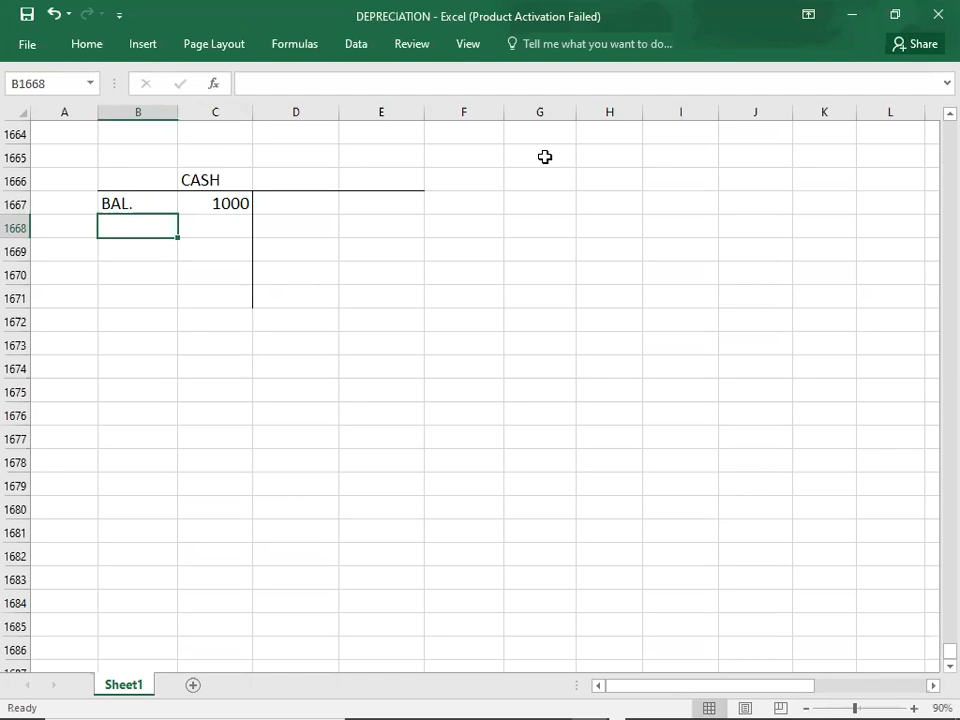 DEPRECIATION - Excel (Product Activation Failed)
File Home Insert Page Layout Formulas Data Review View Tell me what you want to do... Share
B1668 fx
A B C D E F G H I J K L
1664
1665
1666 CASH
1667 BAL. 1000
1668
1669
1670
1671
1672
1673
1674
1675
1676
1677
1678
1679
1680
1681
1682
1683
1684
1685
1686
1687
Sheet1
Ready 90%